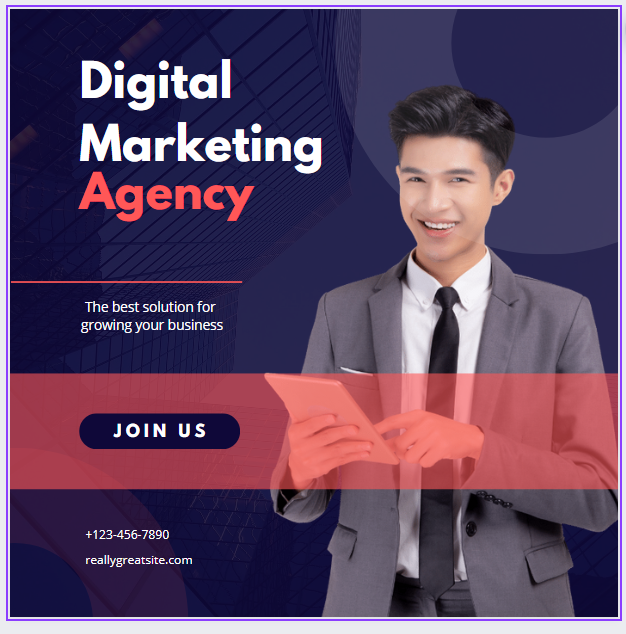 Digital
Marketing
Agency
The best solution for
growing your business
JOIN US
+123-456-7890
reallygreatsite.com